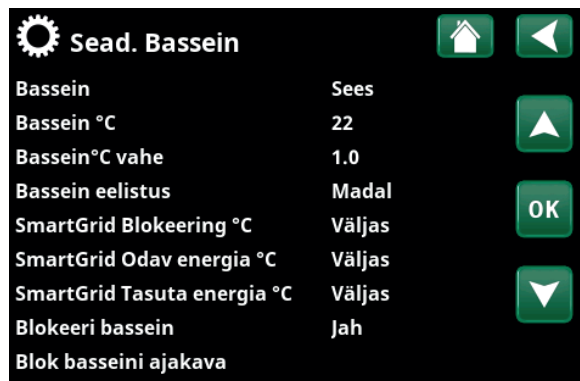 Sead. Bassein
Bassein Sees
Bassein °C 22
Bassein°C vahe 1.0
Bassein eelistus Madal
OK
SmartGrid Blokeering °C Väljas
SmartGrid Odav energia °C Väljas
SmartGrid Tasuta energia °C Väljas
Blokeeri bassein Jah
Blok basseini ajakava